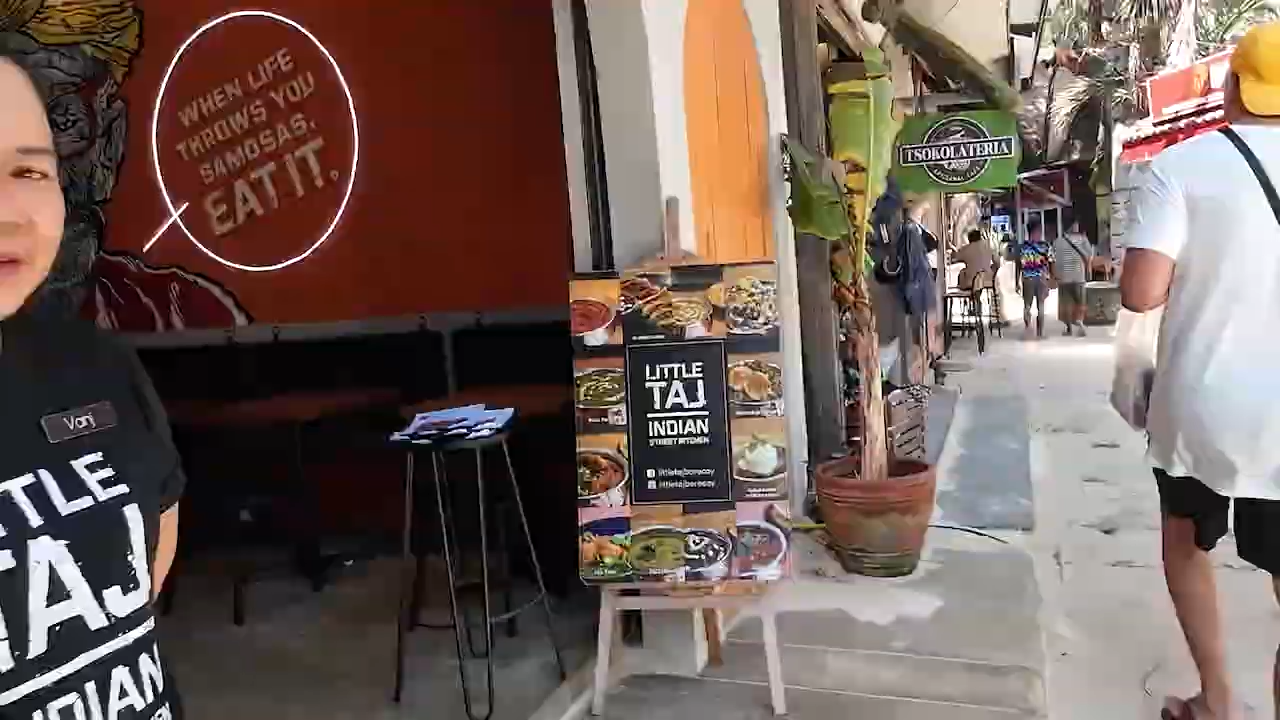 WHEN LIFE
THROWS YOU
SAMOSAS,
EAT IT.
Vanj
TLE
TAJ
INDIAN
LITTLE
TAJ
INDIAN
STREET KITCHEN
littletajboracay
littletajboracay
TSOKOLATERIA
ARTISANAL CAFE